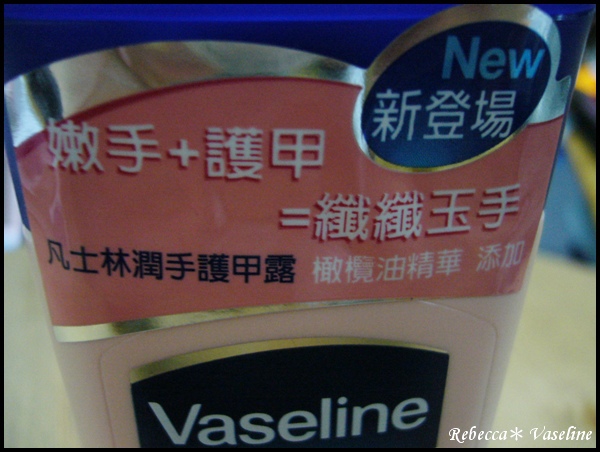 New
新登場
嫩手+護甲
=纖纖玉手
凡士林潤手護甲露 橄欖油精華 添加
Vaseline
Rebecca＊ Vaseline